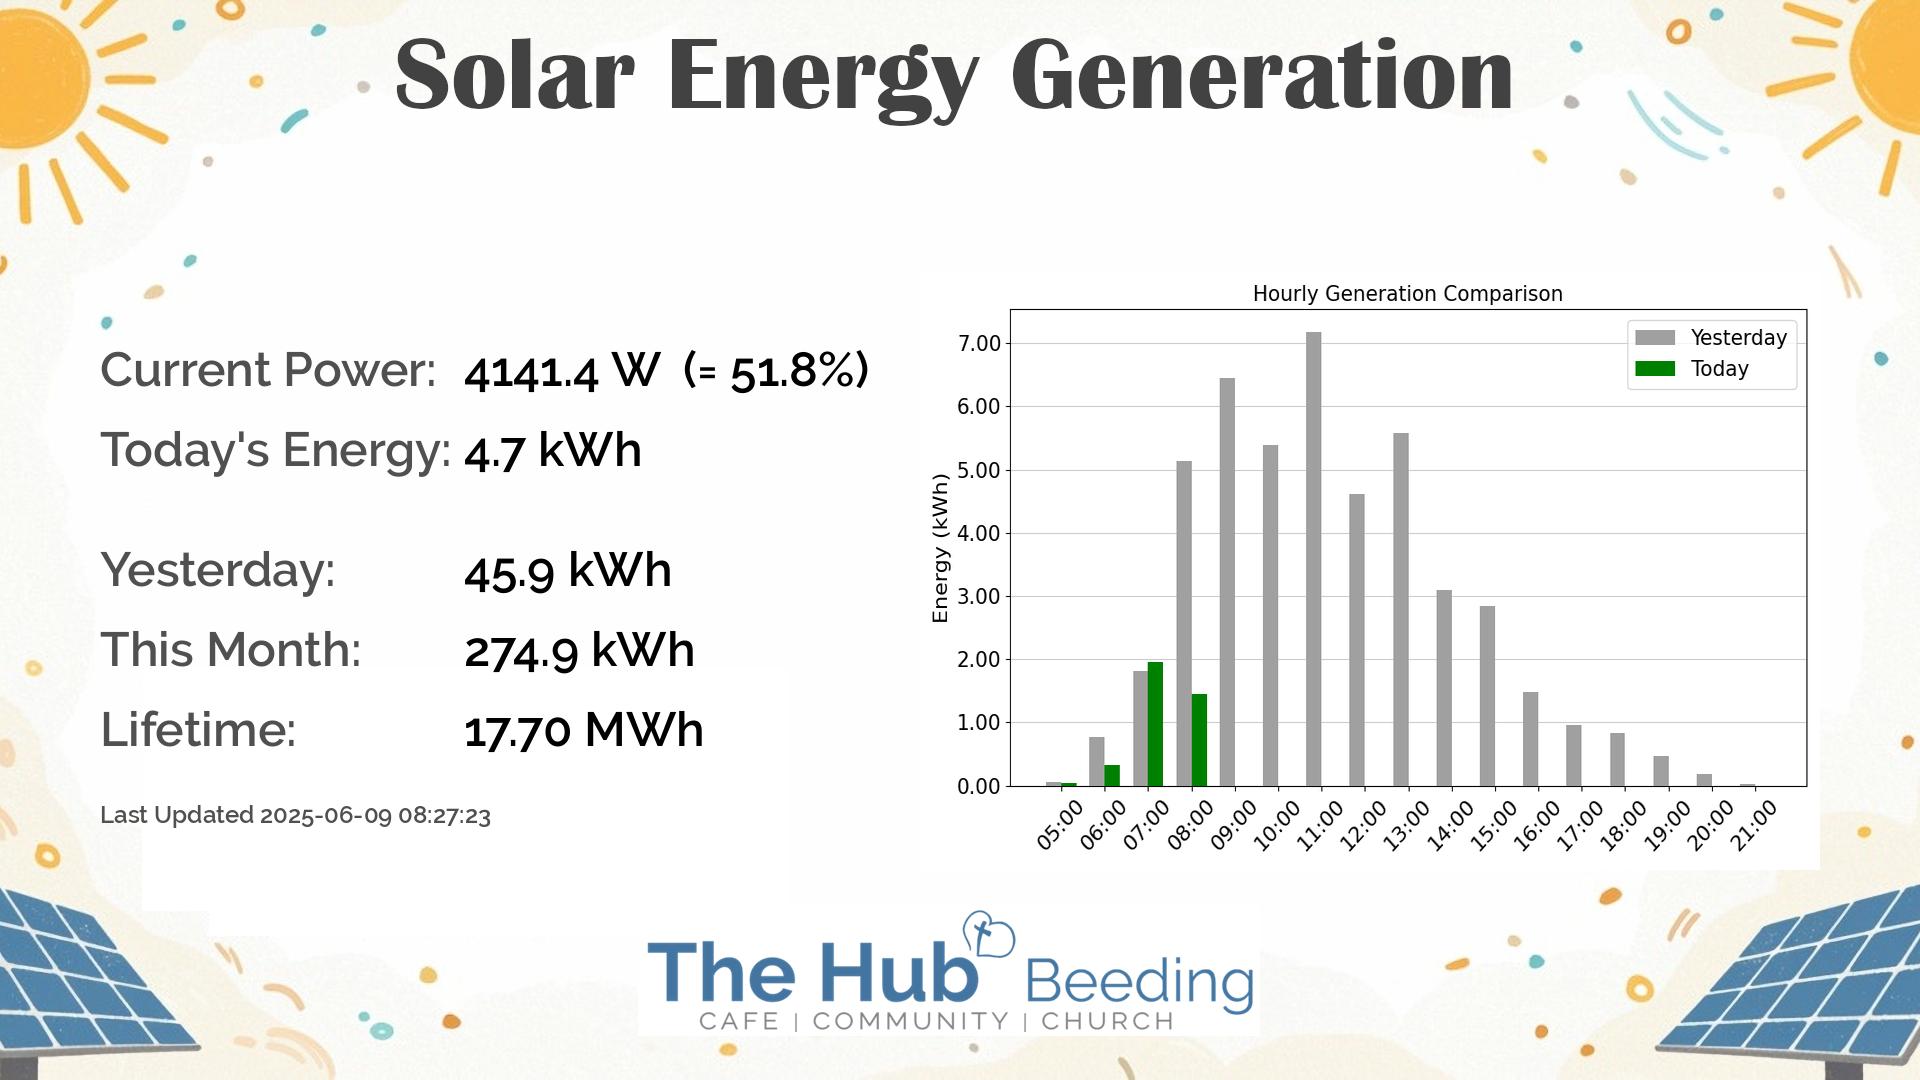 Solar Energy Generation
Current Power: 4141.4 W (= 51.8%)
Today's Energy: 4.7 kWh
Yesterday: 45.9 kWh
This Month: 274.9 kWh
Lifetime: 17.70 MWh
Last Updated 2025-06-09 08:27:23
Hourly Generation Comparison
Yesterday
Today
Energy (kWh)
7.00
6.00
5.00
4.00
3.00
2.00
1.00
0.00
05:00 06:00 07:00 08:00 09:00 10:00 11:00 12:00 13:00 14:00 15:00 16:00 17:00 18:00 19:00 20:00 21:00
The Hub Beeding
CAFE | COMMUNITY | CHURCH